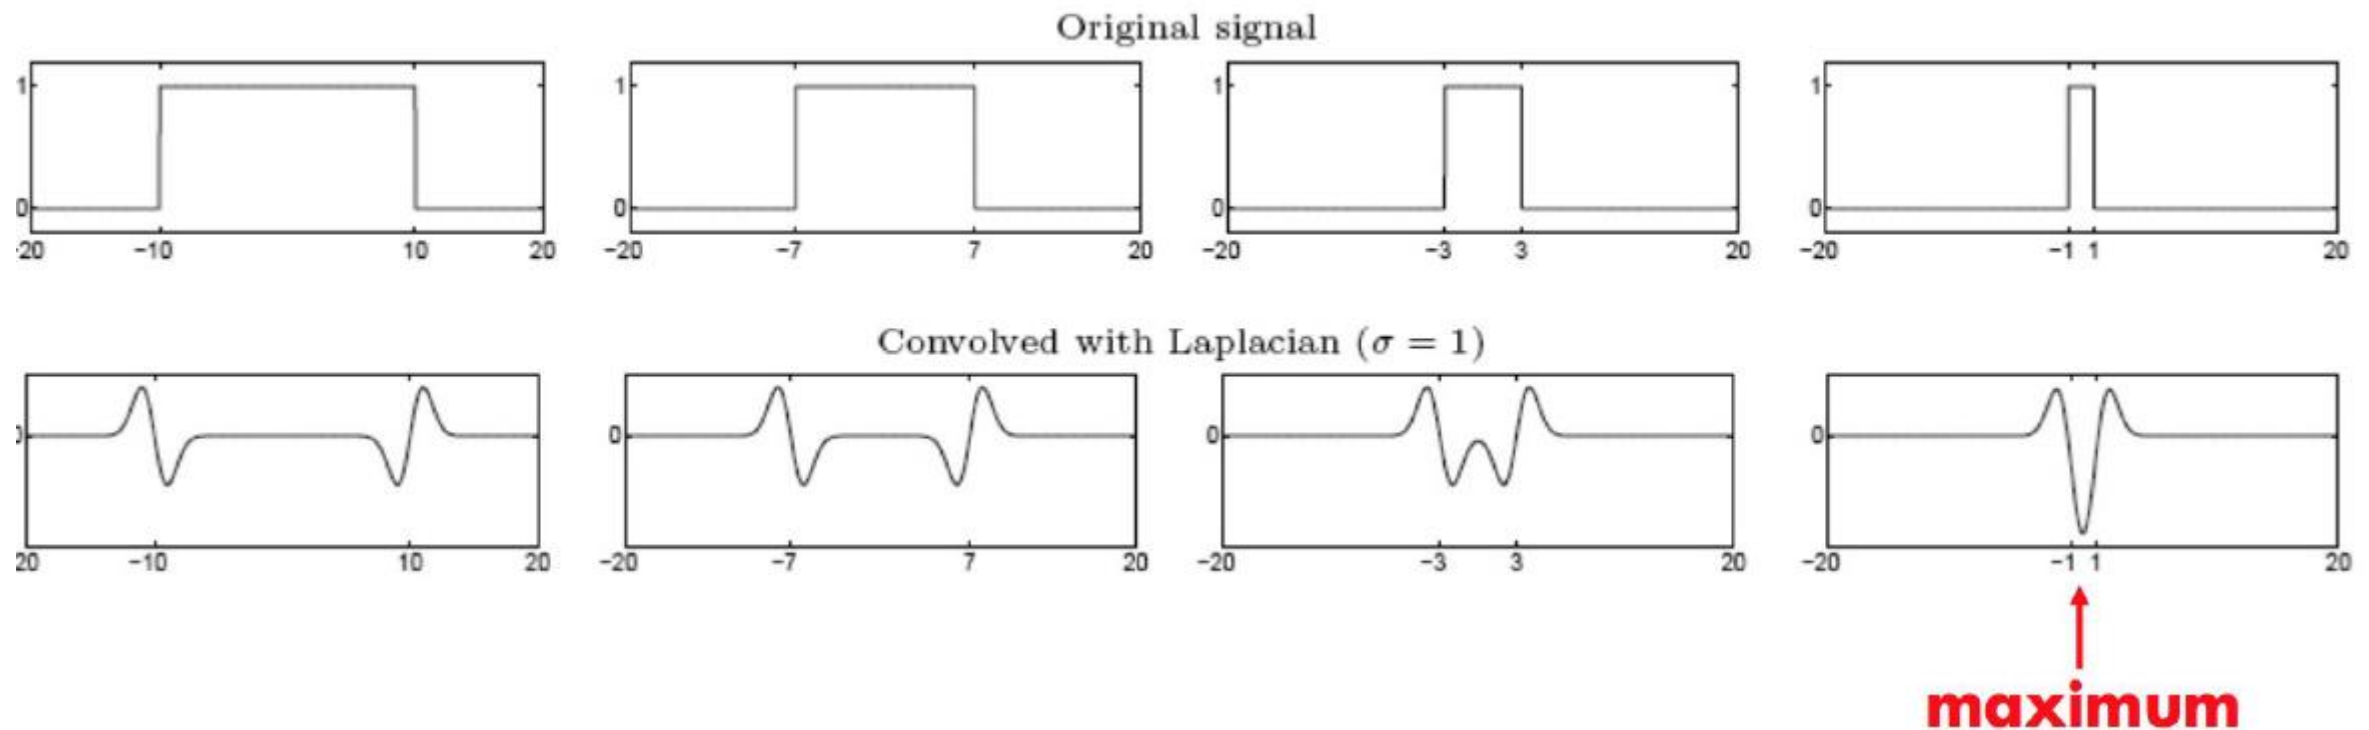 Original signal
1 1 1 1
0 0 0 0
-20 -10 10 20 -20 -7 7 20 -20 -3 3 20 -20 -1 1 20
Convolved with Laplacian (σ = 1)
0 0 0 0
20 -10 10 20 -20 -7 7 20 -20 -3 3 20 -20 -1 1 20
maximum